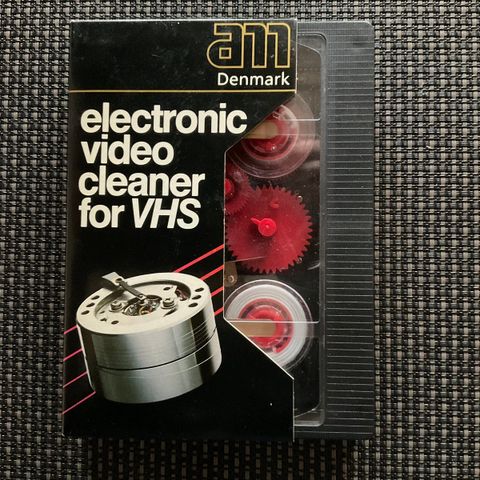 am
Denmark
electronic
video
cleaner
for VHS